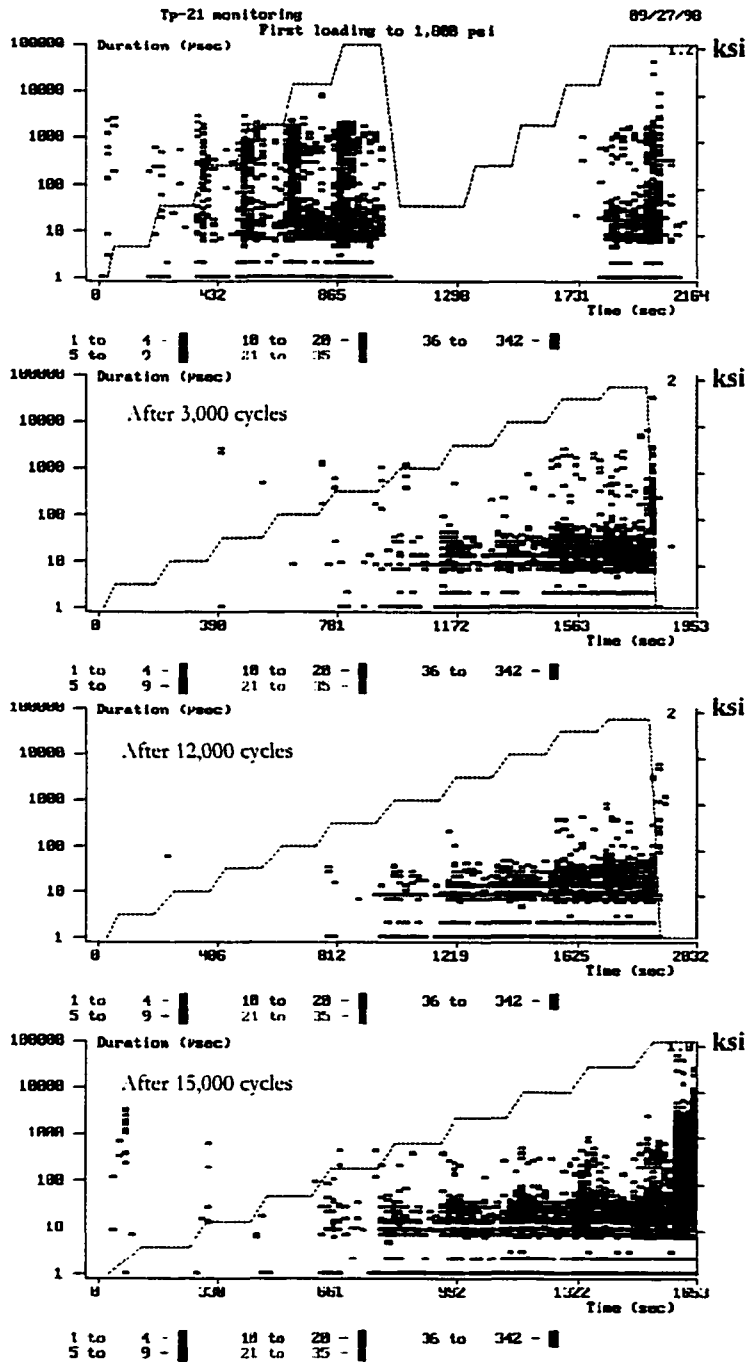 Tp-21 monitoring 09/27/98
First loading to 1,000 psi
Duration (µsec)
1.2 ksi
100000
10000
1000
100
10
1
0 432 865 1298 1731 2164
Time (sec)
1 to 4 - 10 to 20 - 36 to 342 -
5 to 9 21 to 35
Duration (µsec)
2 ksi
After 3,000 cycles
100000
10000
1000
100
10
1
0 390 781 1172 1563 1953
Time (sec)
1 to 4 - 10 to 20 - 36 to 342 -
5 to 9 - 21 to 35 -
Duration (µsec)
2 ksi
After 12,000 cycles
100000
10000
1000
100
10
1
0 406 812 1219 1625 2032
Time (sec)
1 to 4 - 10 to 20 - 36 to 342 -
5 to 9 - 21 to 35 -
Duration (µsec)
ksi
After 15,000 cycles
100000
10000
1000
100
10
1
0 330 661 992 1322 1653
Time (sec)
1 to 4 - 10 to 20 - 36 to 342 -
5 to 9 - 21 to 35 -